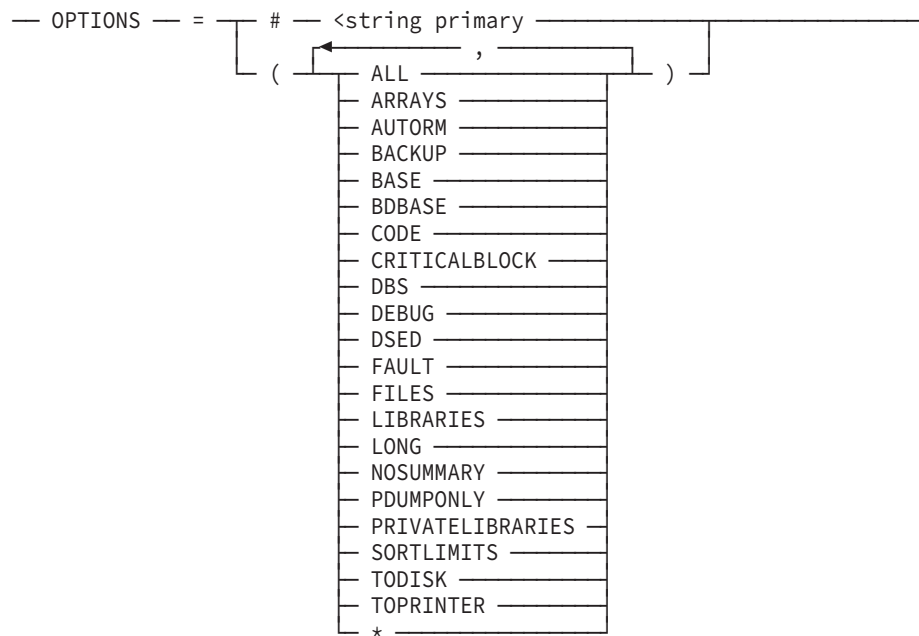 OPTIONS = # <string primary
,
( ALL )
ARRAYS
AUTORM
BACKUP
BASE
BDBASE
CODE
CRITICALBLOCK
DBS
DEBUG
DSED
FAULT
FILES
LIBRARIES
LONG
NOSUMMARY
PDUMPONLY
PRIVATELIBRARIES
SORTLIMITS
TODISK
TOPRINTER
*